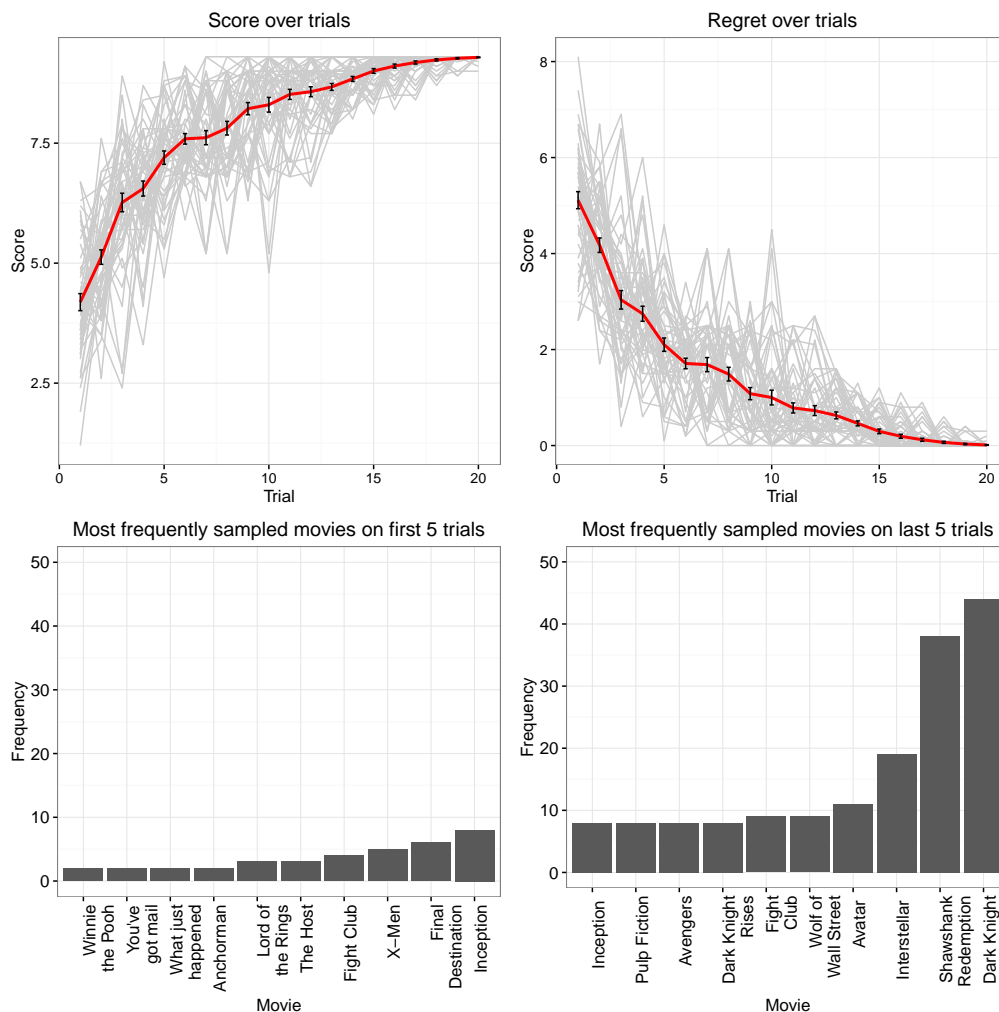 Score over trials
Score
7.5
5.0
2.5
0
5
10
15
20
Trial
Regret over trials
Score
8
6
4
2
0
0
5
10
15
20
Trial
Most frequently sampled movies on first 5 trials
Frequency
50
40
30
20
10
0
Winnie
the Pooh
You've
got mail
What just
happened
Anchorman
Lord of
the Rings
The Host
Fight Club
X−Men
Final
Destination
Inception
Movie
Most frequently sampled movies on last 5 trials
Frequency
50
40
30
20
10
0
Inception
Pulp Fiction
Avengers
Dark Knight
Rises
Fight
Club
Wolf of
Wall Street
Avatar
Interstellar
Shawshank
Redemption
Dark Knight
Movie